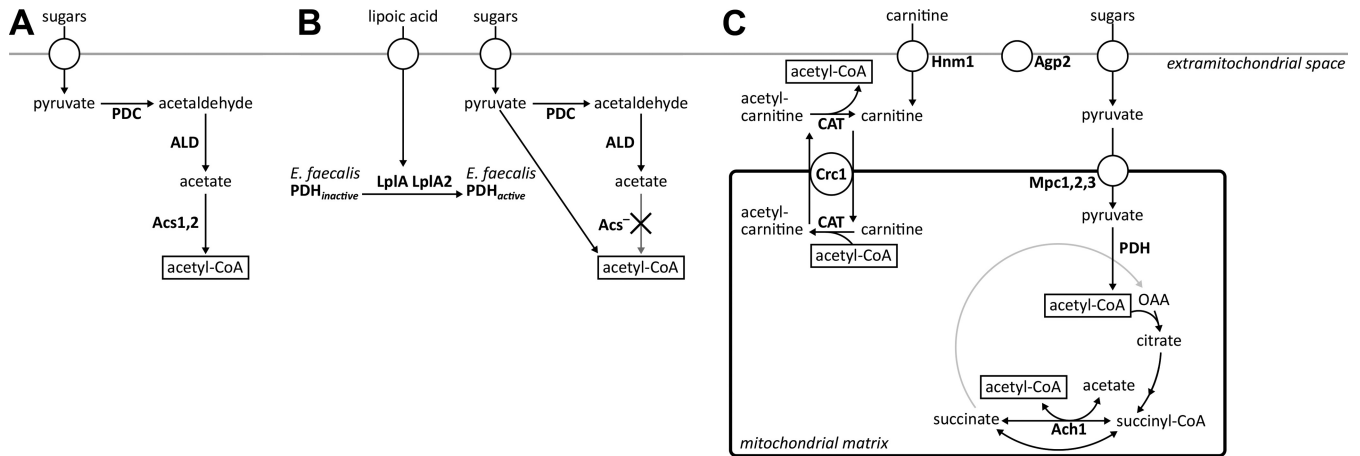 A
sugars
pyruvate
PDC
acetaldehyde
ALD
acetate
Acs1,2
acetyl-CoA
B
lipoic acid
sugars
pyruvate
PDC
acetaldehyde
ALD
acetate
E. faecalis
PDHinactive
LplA LplA2
E. faecalis
PDHactive
Acs–
acetyl-CoA
C
carnitine
sugars
Hnm1
Agp2
extramitochondrial space
acetyl-CoA
acetyl-
carnitine
CAT
carnitine
pyruvate
Crc1
Mpc1,2,3
acetyl-
carnitine
CAT
carnitine
acetyl-CoA
pyruvate
PDH
acetyl-CoA
OAA
citrate
acetyl-CoA
acetate
succinate
Ach1
succinyl-CoA
mitochondrial matrix